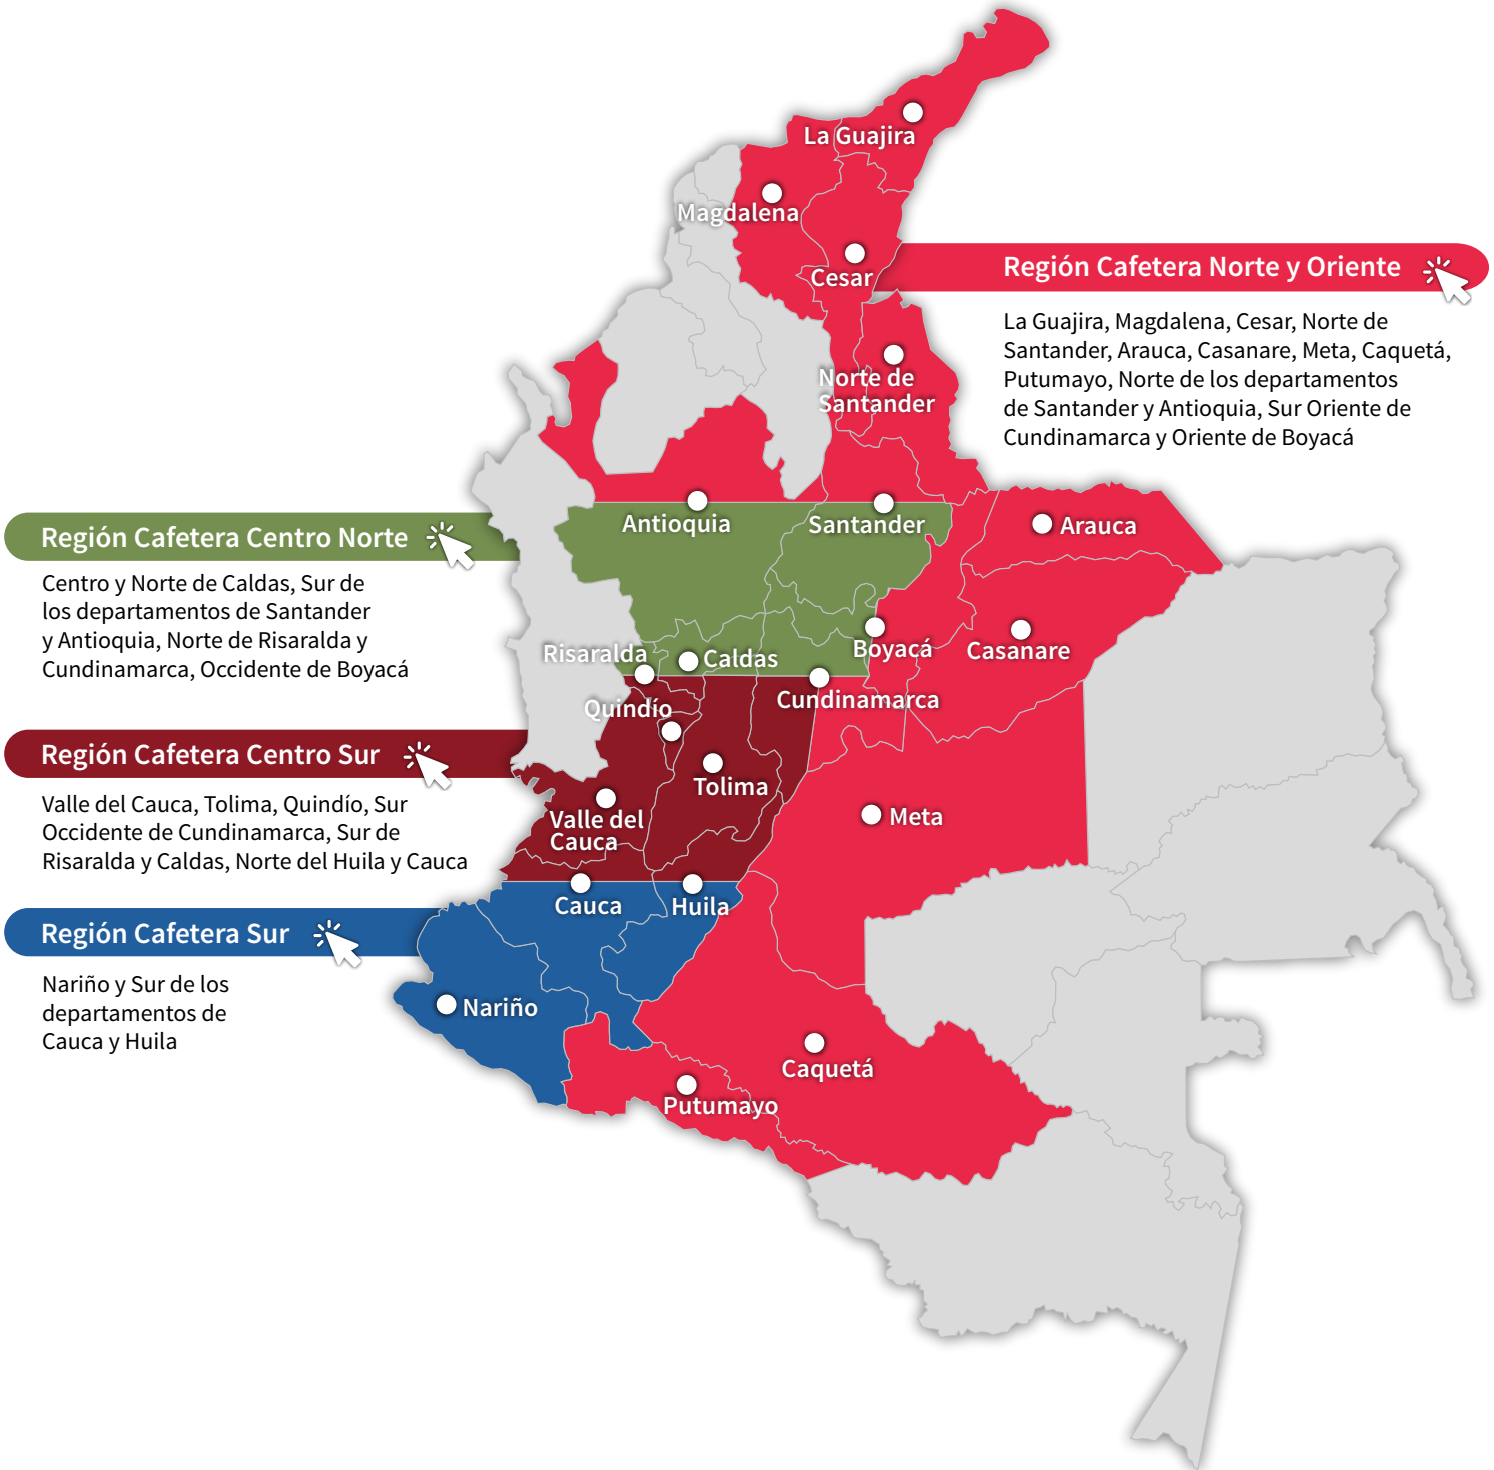 La Guajira
Magdalena
Cesar
Región Cafetera Norte y Oriente
La Guajira, Magdalena, Cesar, Norte de
Santander, Arauca, Casanare, Meta, Caquetá,
Putumayo, Norte de los departamentos
de Santander y Antioquia, Sur Oriente de
Cundinamarca y Oriente de Boyacá
Norte de
Santander
Antioquia
Santander
Arauca
Región Cafetera Centro Norte
Centro y Norte de Caldas, Sur de
los departamentos de Santander
y Antioquia, Norte de Risaralda y
Cundinamarca, Occidente de Boyacá
Risaralda
Caldas
Boyacá
Casanare
Cundinamarca
Quindío
Región Cafetera Centro Sur
Valle del Cauca, Tolima, Quindío, Sur
Occidente de Cundinamarca, Sur de
Risaralda y Caldas, Norte del Huila y Cauca
Tolima
Valle del
Cauca
Meta
Cauca
Huila
Región Cafetera Sur
Nariño y Sur de los
departamentos de
Cauca y Huila
Nariño
Caquetá
Putumayo